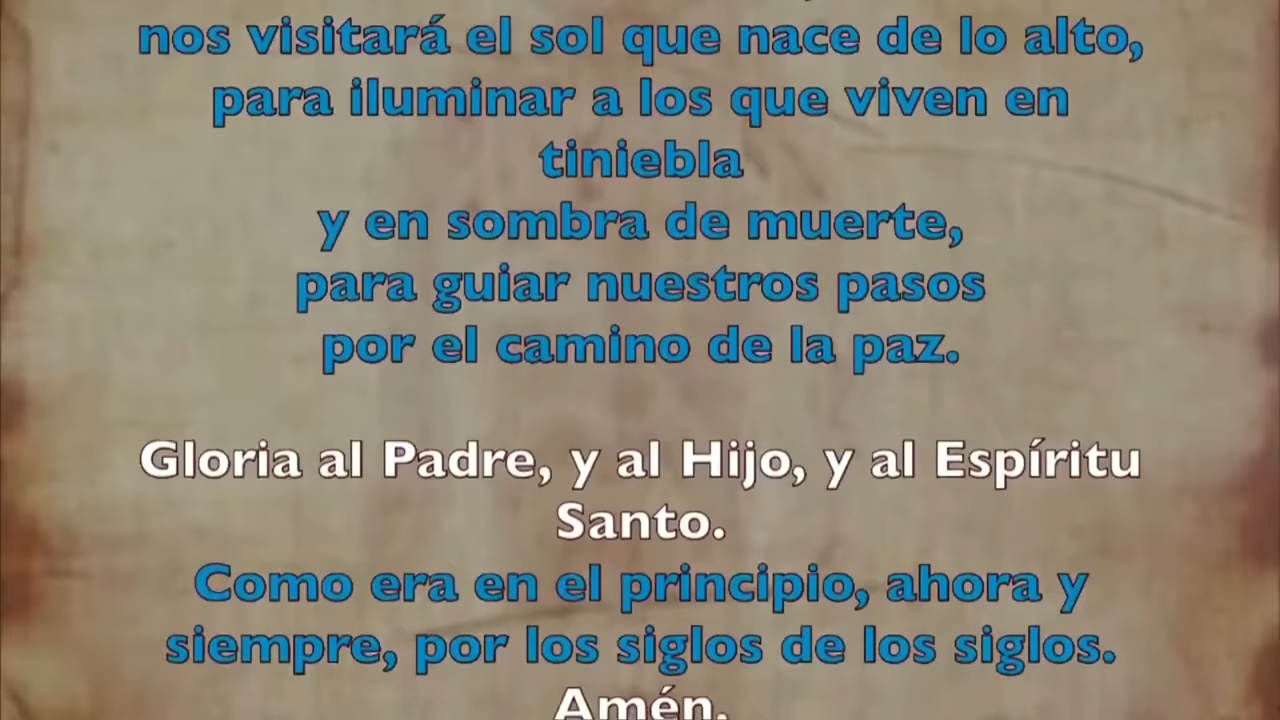 nos visitará el sol que nace de lo alto,
para iluminar a los que viven en
tiniebla
y en sombra de muerte,
para guiar nuestros pasos
por el camino de la paz.
Gloria al Padre, y al Hijo, y al Espíritu
Santo.
Como era en el principio, ahora y
siempre, por los siglos de los siglos.
Amén.